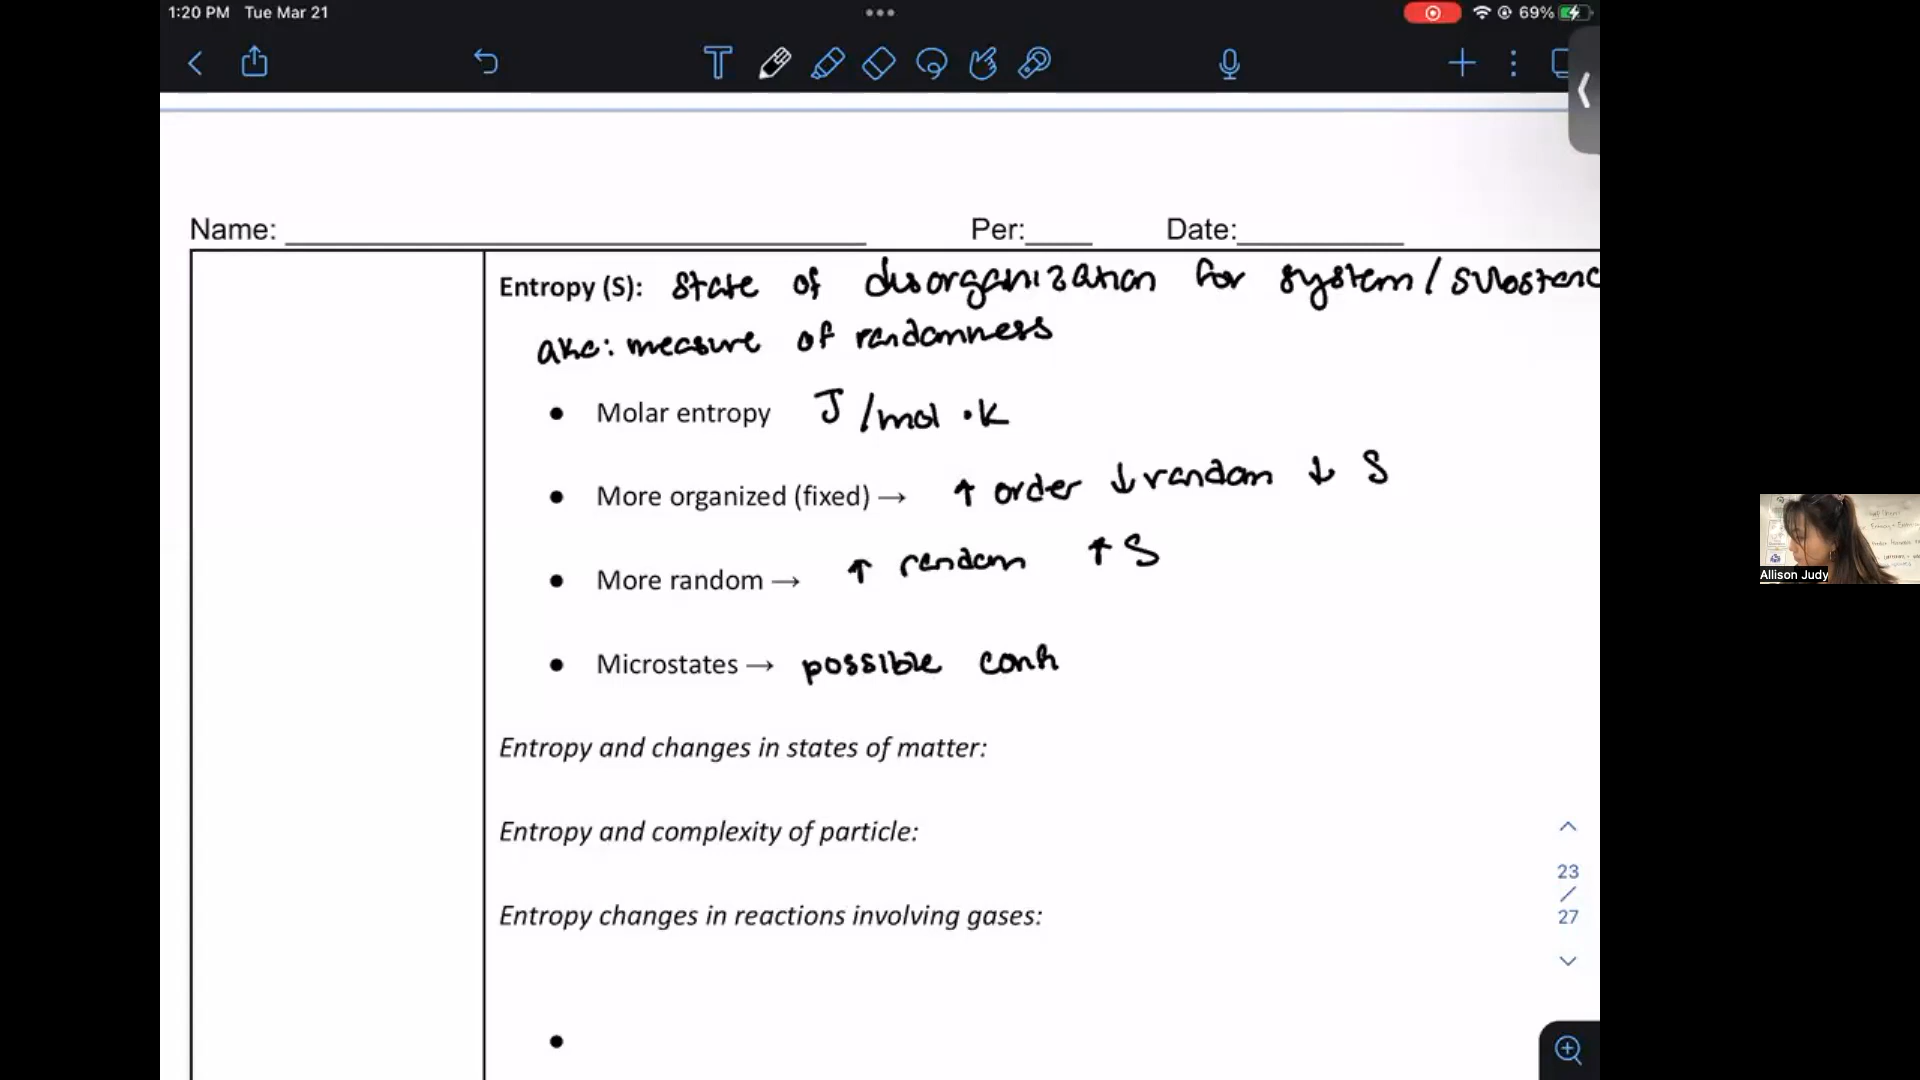 1:20 PM Tue Mar 21
69%
Name: Per: Date:
Entropy (S): state of disorganization for system / substanc
aka: measure of randomness
• Molar entropy J/mol • K
• More organized (fixed) → ↑ order ↓ random ↓ S
• More random → ↑ random ↑ S
• Microstates → possible confi
Entropy and changes in states of matter:
Entropy and complexity of particle:
Entropy changes in reactions involving gases:
•
23
/
27
Allison Judy